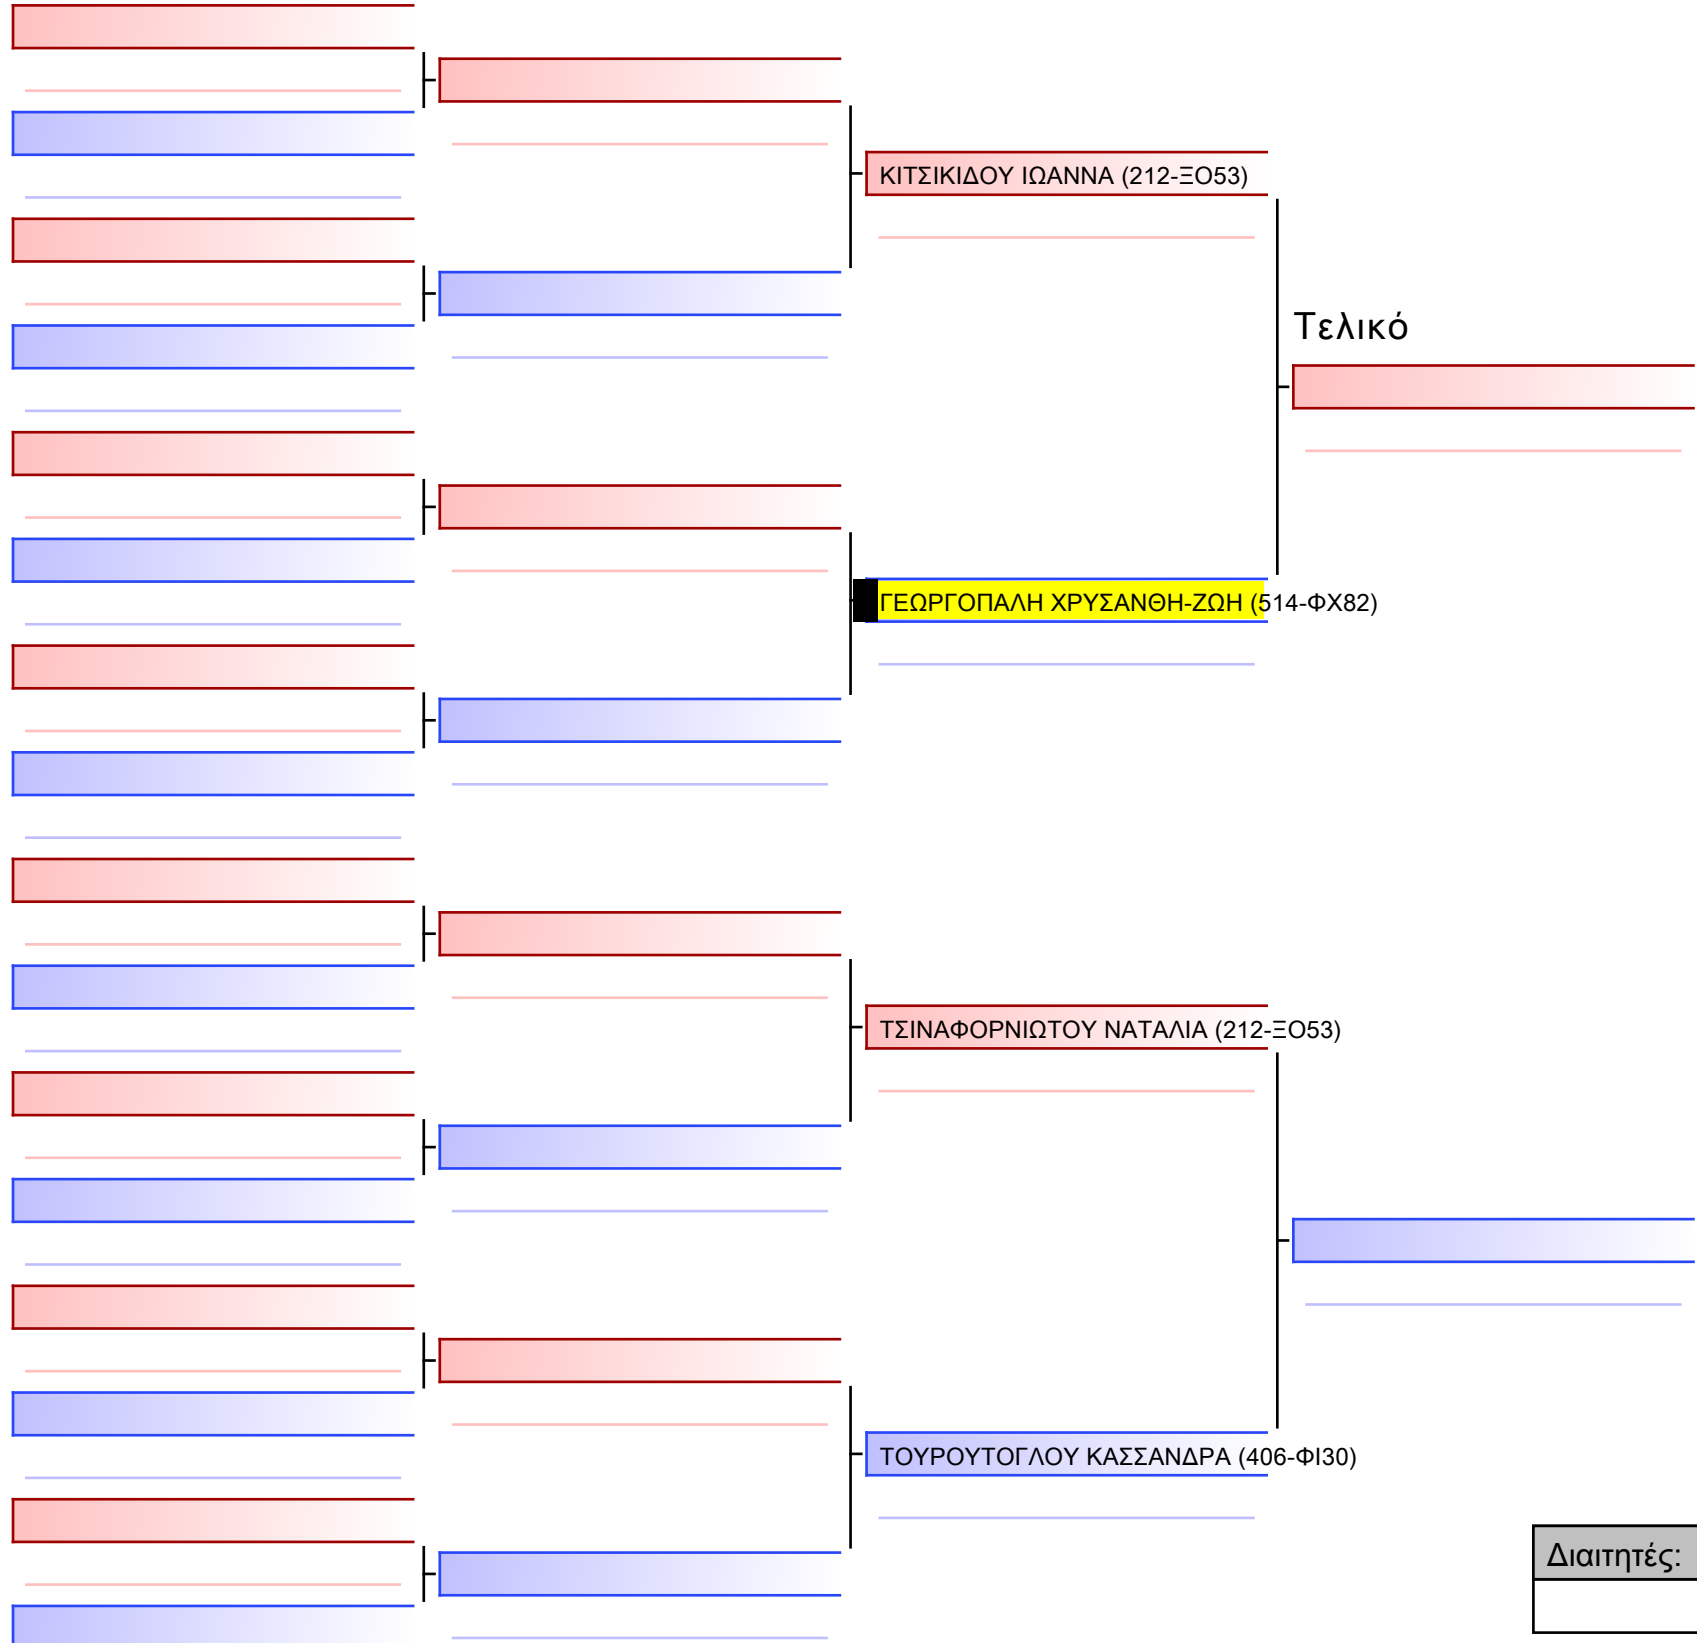 ΚΙΤΣΙΚΙΔΟΥ ΙΩΑΝΝΑ (212-ΞΟ53)
Τελικό
ΓΕΩΡΓΟΠΑΛΗ ΧΡΥΣΑΝΘΗ-ΖΩΗ (514-ΦΧ82)
ΤΣΙΝΑΦΟΡΝΙΩΤΟΥ ΝΑΤΑΛΙΑ (212-ΞΟ53)
ΤΟΥΡΟΥΤΟΓΛΟΥ ΚΑΣΣΑΝΔΡΑ (406-ΦΙ30)
Διαιτητές: